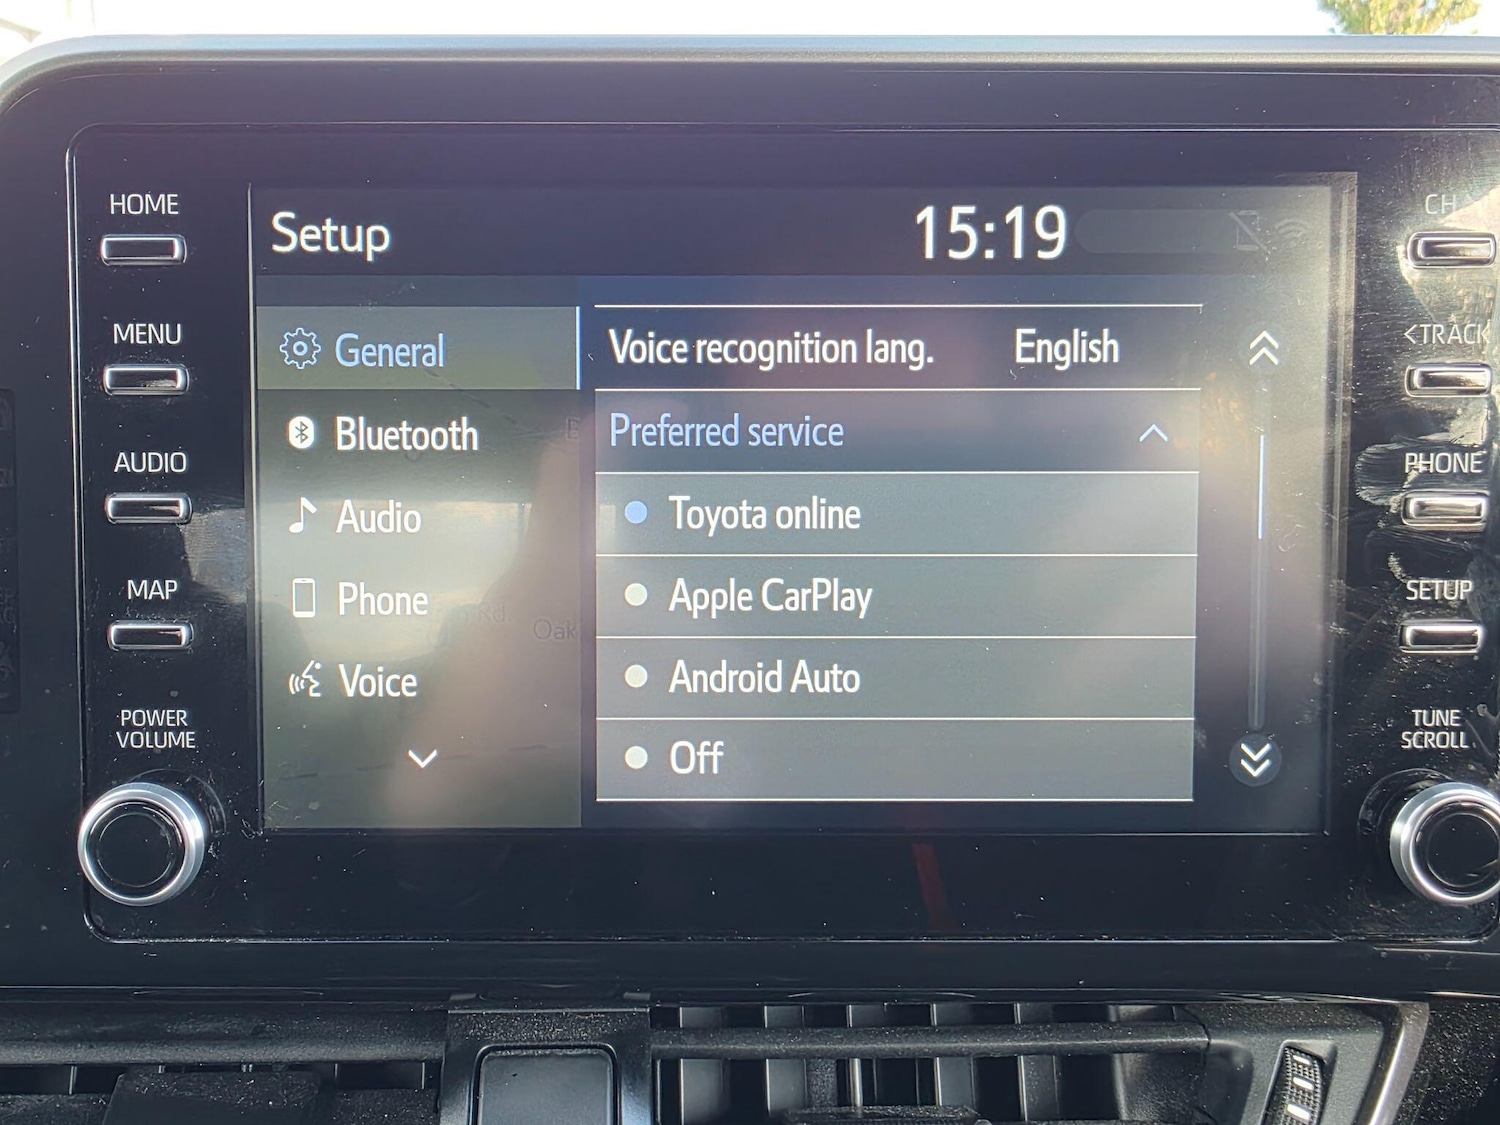 HOME
MENU
AUDIO
MAP
POWER
VOLUME
Setup
15:19
General
Bluetooth
Audio
Phone
Voice
Voice recognition lang. English
Preferred service
Toyota online
Apple CarPlay
Android Auto
Off
CH
<TRACK
PHONE
SETUP
TUNE
SCROLL